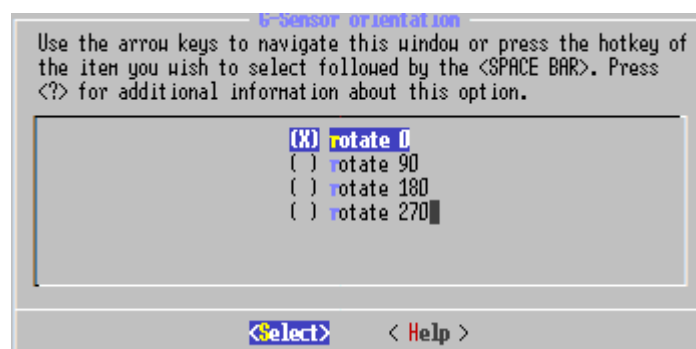 G-Sensor orientation
Use the arrow keys to navigate this window or press the hotkey of
the item you wish to select followed by the <SPACE BAR>. Press
<?> for additional information about this option.
(X) rotate 0
( ) rotate 90
( ) rotate 180
( ) rotate 270
<Select> < Help >